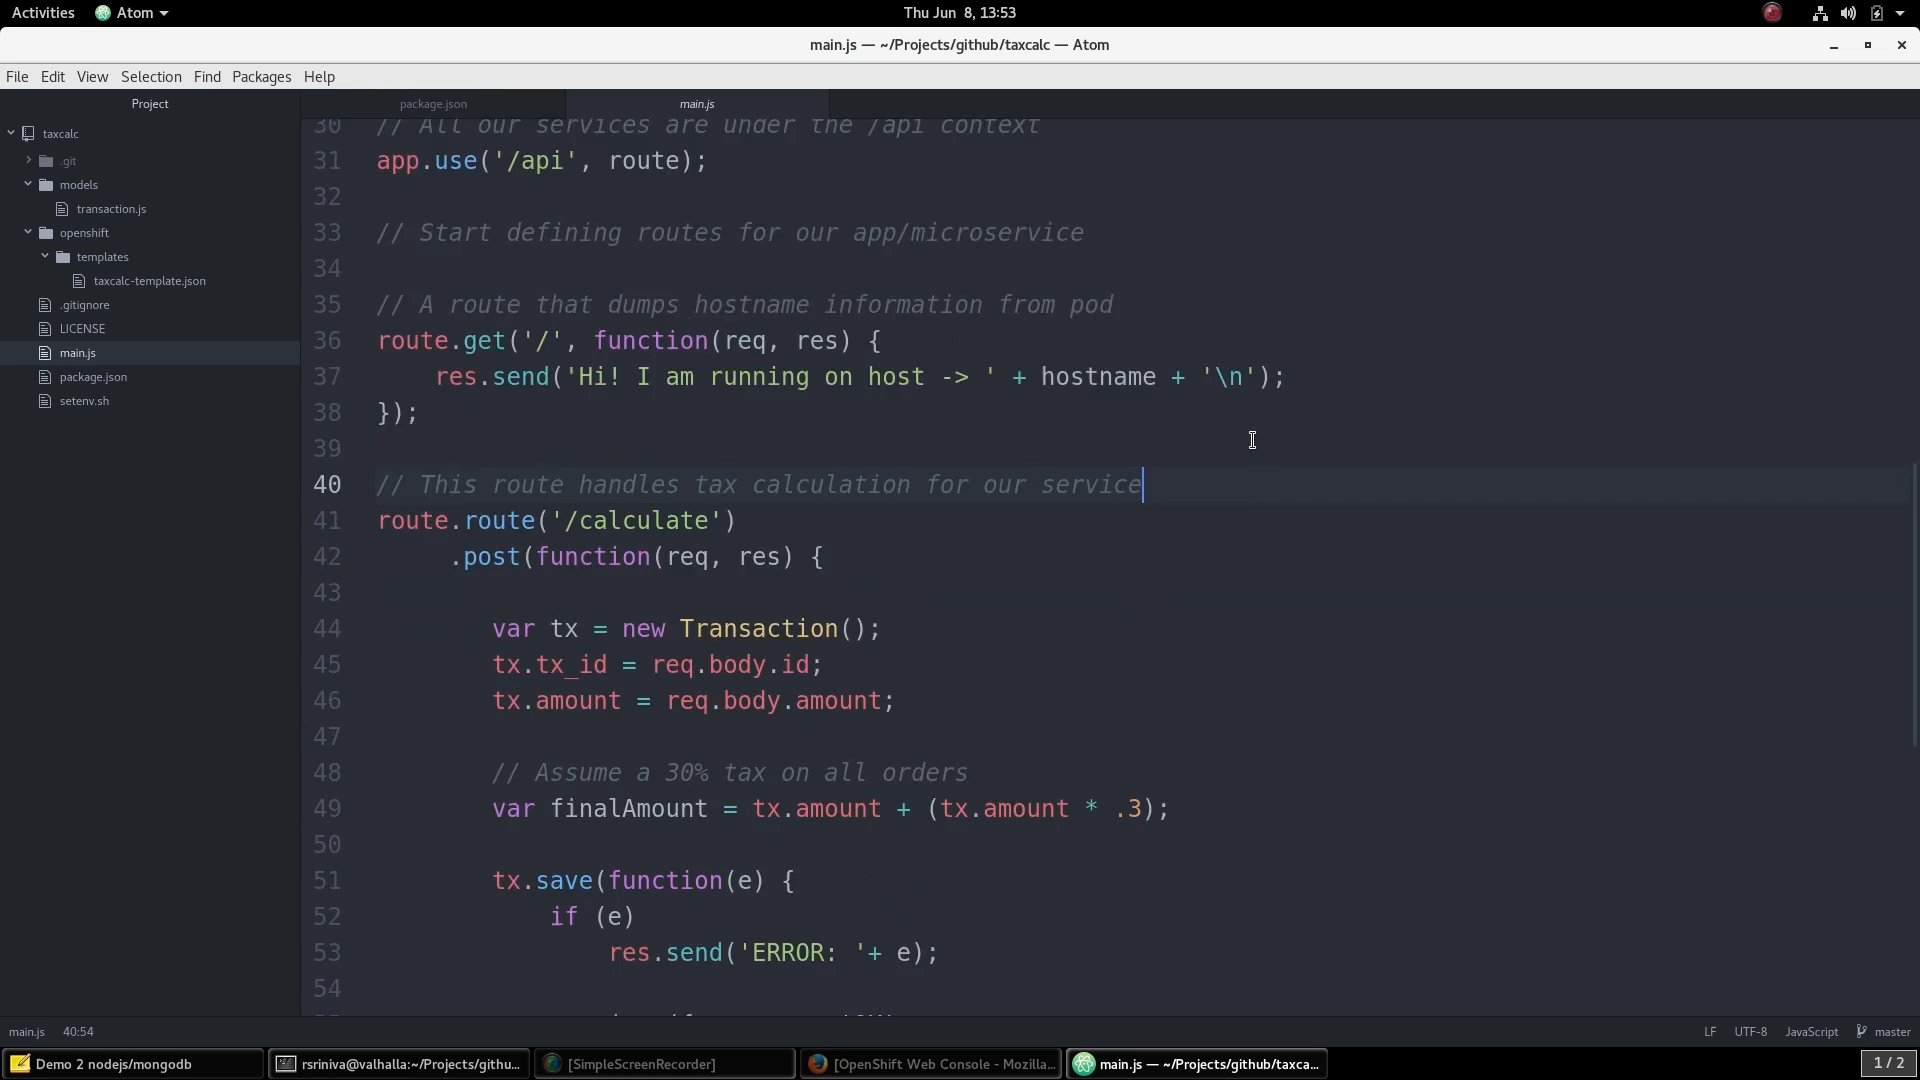 Activities
Atom
Thu Jun 8, 13:53
main.js — ~/Projects/github/taxcalc — Atom
File Edit View Selection Find Packages Help
Project
package.json
main.js
taxcalc
.git
models
transaction.js
openshift
templates
taxcalc-template.json
.gitignore
LICENSE
main.js
package.json
setenv.sh
30 // All our services are under the /api context
31 app.use('/api', route);
32
33 // Start defining routes for our app/microservice
34
35 // A route that dumps hostname information from pod
36 route.get('/', function(req, res) {
37     res.send('Hi! I am running on host -> ' + hostname + '\n');
38 });
39
40 // This route handles tax calculation for our service
41 route.route('/calculate')
42      .post(function(req, res) {
43
44         var tx = new Transaction();
45         tx.tx_id = req.body.id;
46         tx.amount = req.body.amount;
47
48         // Assume a 30% tax on all orders
49         var finalAmount = tx.amount + (tx.amount * .3);
50
51         tx.save(function(e) {
52             if (e)
53                 res.send('ERROR: '+ e);
54
main.js 40:54
LF UTF-8 JavaScript master
Demo 2 nodejs/mongodb
rsriniva@valhalla:~/Projects/githu...
[SimpleScreenRecorder]
[OpenShift Web Console - Mozilla...
main.js — ~/Projects/github/taxca...
1 / 2